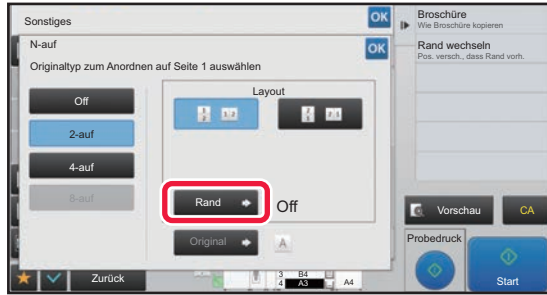 Sonstiges
OK
N-auf
OK
Originaltyp zum Anordnen auf Seite 1 auswählen
Off
2-auf
4-auf
8-auf
Layout
Rand
Off
Original
A
Zurück
3 B4
4 A3
A4
Broschüre
Wie Broschüre kopieren
Rand wechseln
Pos. versch., dass Rand vorh.
Vorschau
CA
Probedruck
Start